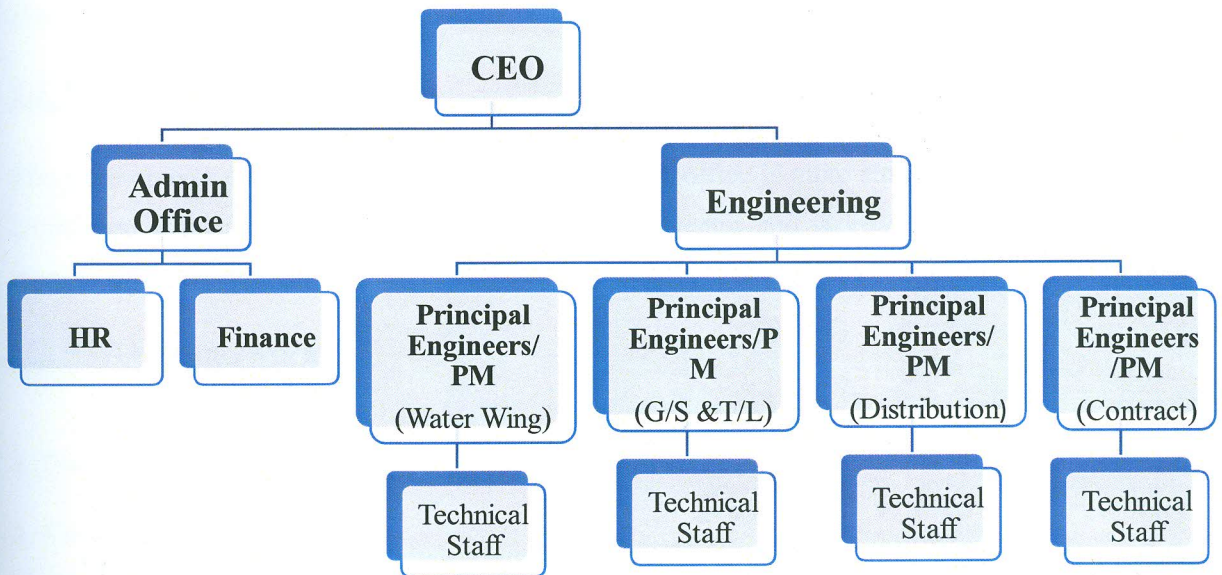 CEO
Admin
Office
Engineering
HR
Finance
Principal
Engineers/
PM
(Water Wing)
Principal
Engineers/P
M
(G/S &T/L)
Principal
Engineers/
PM
(Distribution)
Principal
Engineers
/PM
(Contract)
Technical
Staff
Technical
Staff
Technical
Staff
Technical
Staff